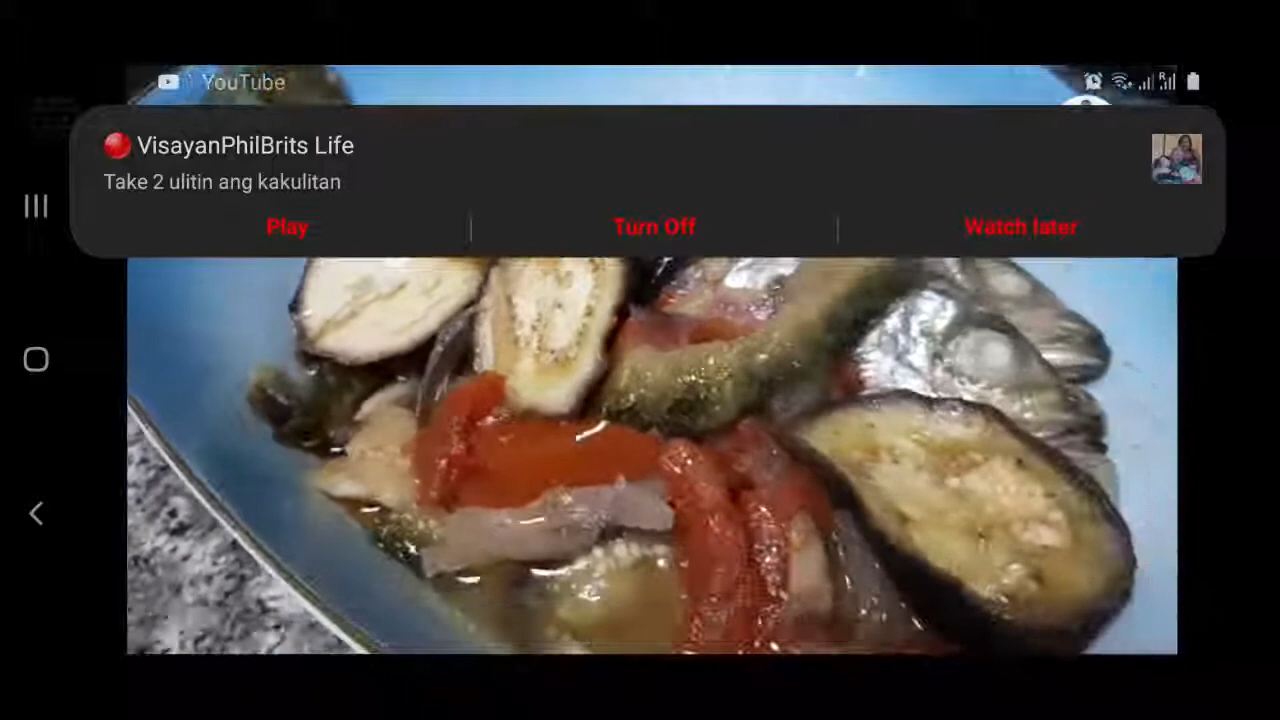 YouTube
VisayanPhilBrits Life
Take 2 ulitin ang kakulitan
Play
Turn Off
Watch later